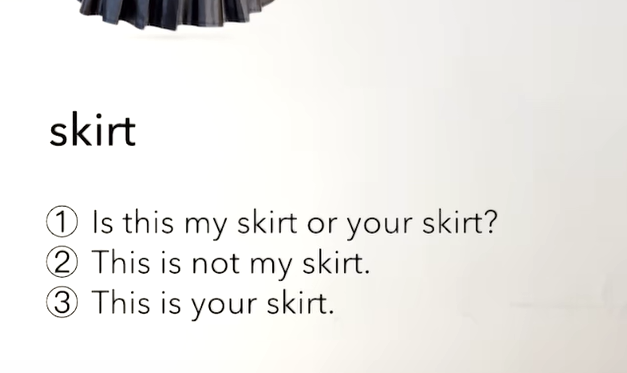 skirt
① Is this my skirt or your skirt?
② This is not my skirt.
③ This is your skirt.